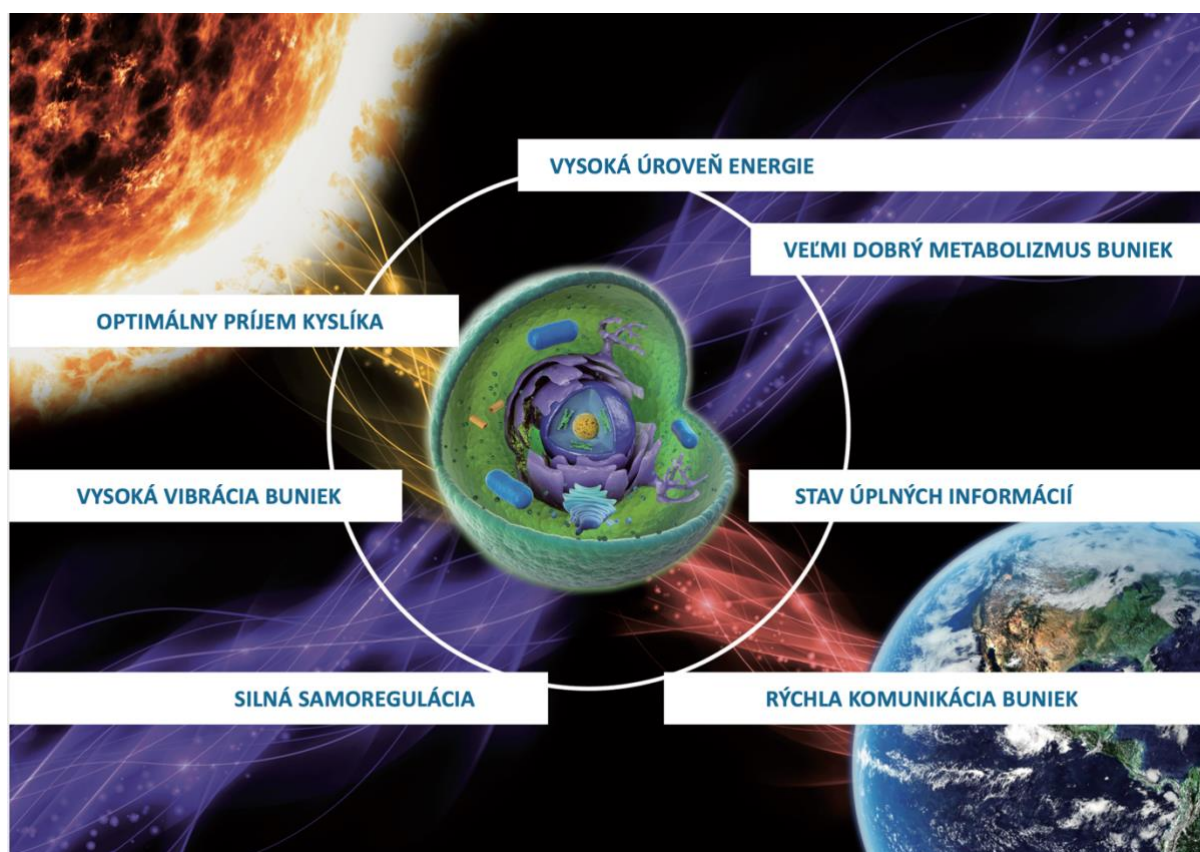 VYSOKÁ ÚROVEŇ ENERGIE
VEĽMI DOBRÝ METABOLIZMUS BUNIEK
OPTIMÁLNY PRÍJEM KYSLÍKA
VYSOKÁ VIBRÁCIA BUNIEK
STAV ÚPLNÝCH INFORMÁCIÍ
SILNÁ SAMOREGULÁCIA
RÝCHLA KOMUNIKÁCIA BUNIEK